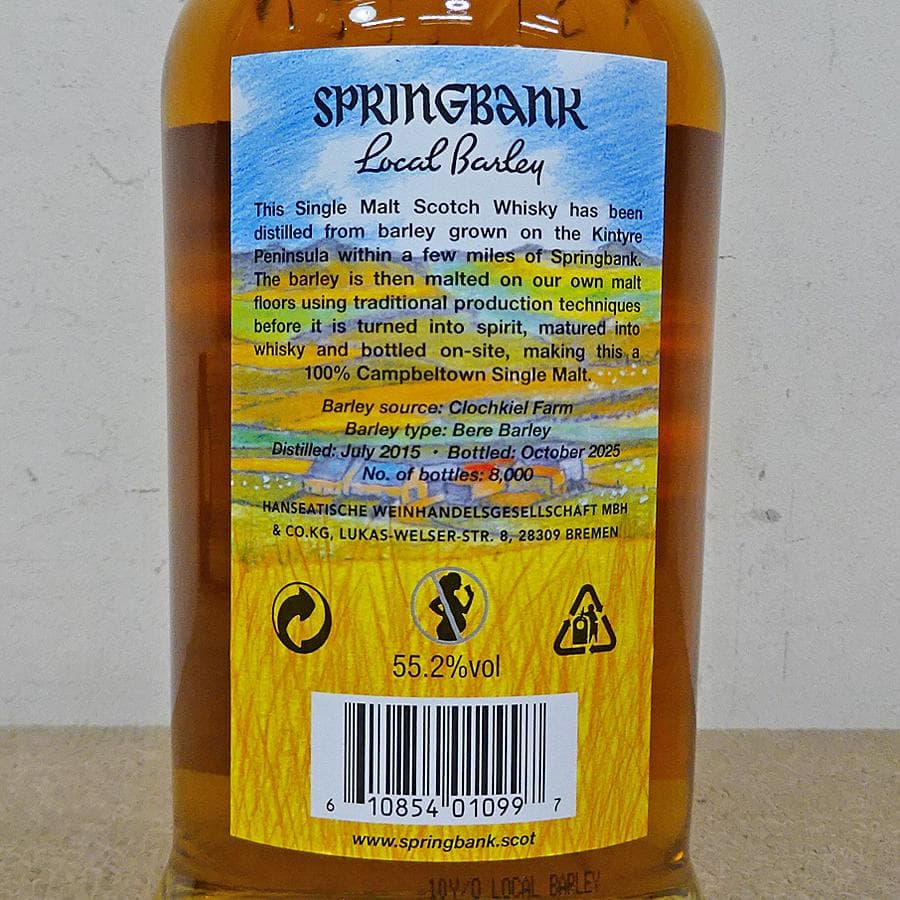 SPRINGBANK
Local Barley
This Single Malt Scotch Whisky has been
distilled from barley grown on the Kintyre
Peninsula within a few miles of Springbank.
The barley is then malted on our own malt
floors using traditional production techniques
before it is turned into spirit, matured into
whisky and bottled on-site, making this a
100% Campbeltown Single Malt.
Barley source: Clochkiel Farm
Barley type: Bere Barley
Distilled: July 2015 • Bottled: October 2025
No. of bottles: 8,000
HANSEATISCHE WEINHANDELSGESELLSCHAFT MBH
& CO.KG, LUKAS-WELSER-STR. 8, 28309 BREMEN
55.2%vol
6 10854 01099 7
www.springbank.scot
10Y/O LOCAL BARLEY